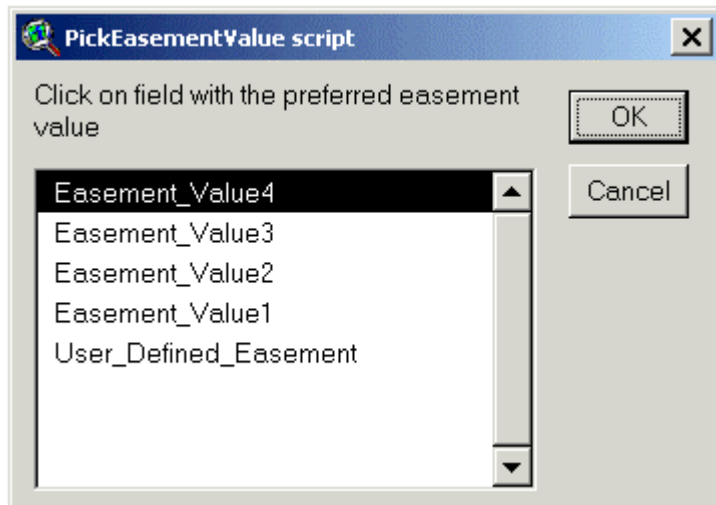 PickEasementValue script
Click on field with the preferred easement
value
OK
Cancel
Easement_Value4
Easement_Value3
Easement_Value2
Easement_Value1
User_Defined_Easement